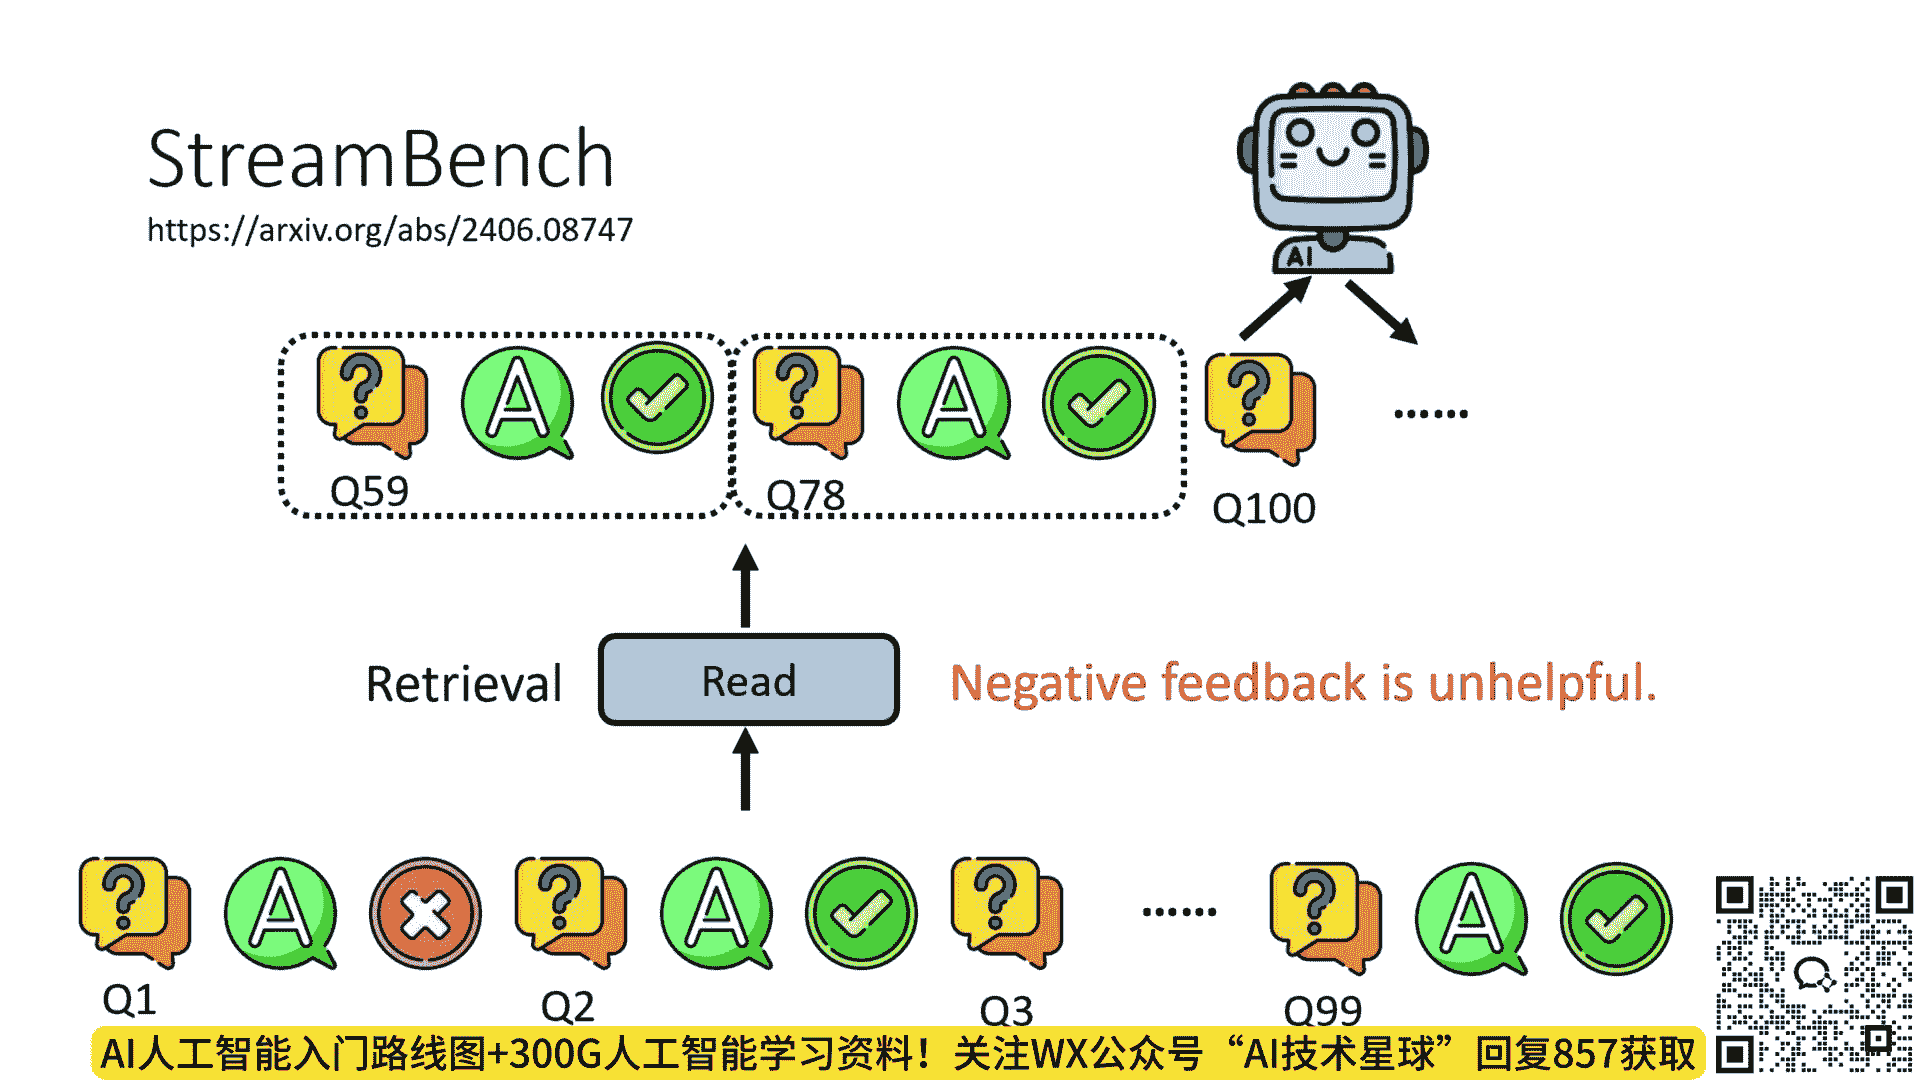 StreamBench
https://arxiv.org/abs/2406.08747
AI
A
A
Q59
Q78
Q100
......
Retrieval
Read
Negative feedback is unhelpful.
A
A
......
A
Q1
Q2
Q3
Q99
AI人工智能入门路线图+300G人工智能学习资料！关注WX公众号“AI技术星球”回复857获取